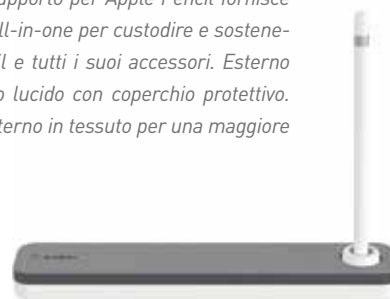 upporto per Apple Pencil fornisce
ll-in-one per custodire e sostene-
l e tutti i suoi accessori. Esterno
o lucido con coperchio protettivo.
terno in tessuto per una maggiore